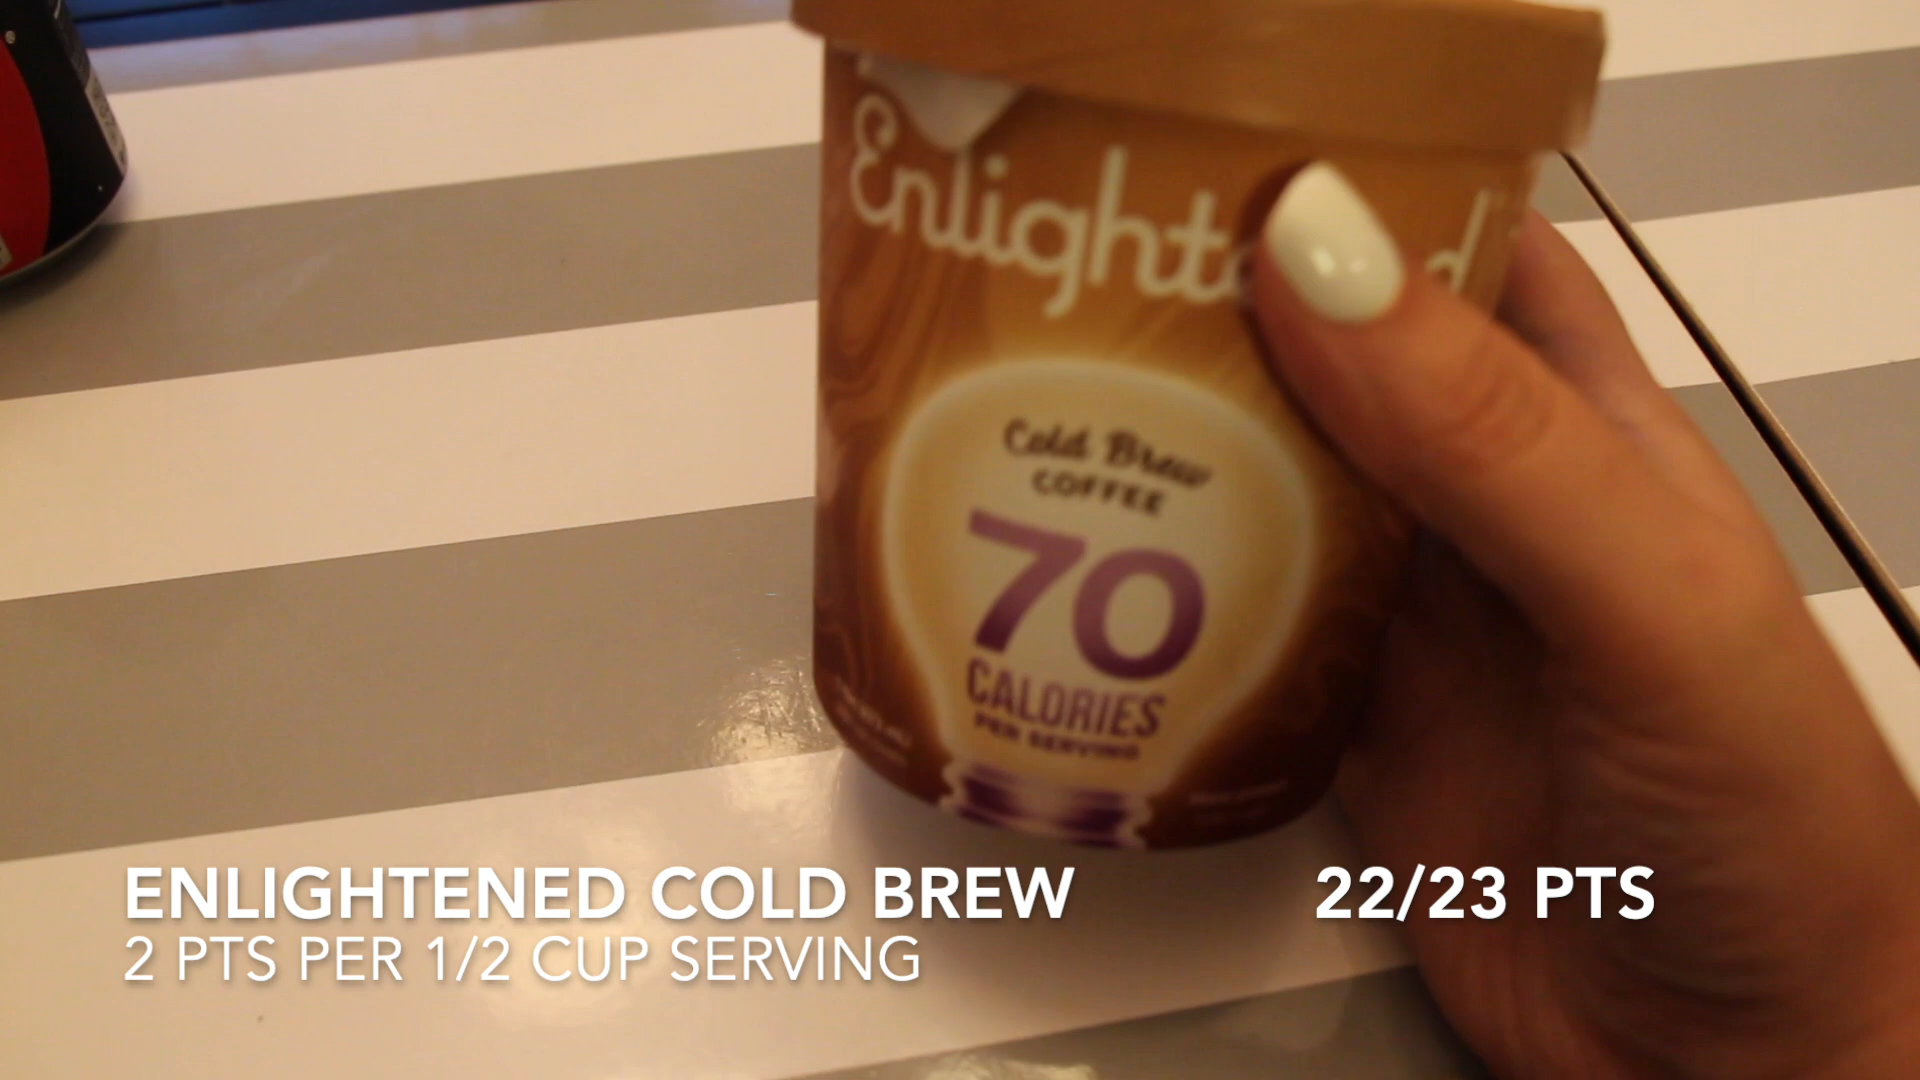 Enlightened
Cold Brew
COFFEE
70
CALORIES
PER SERVING
ENLIGHTENED COLD BREW
22/23 PTS
2 PTS PER 1/2 CUP SERVING